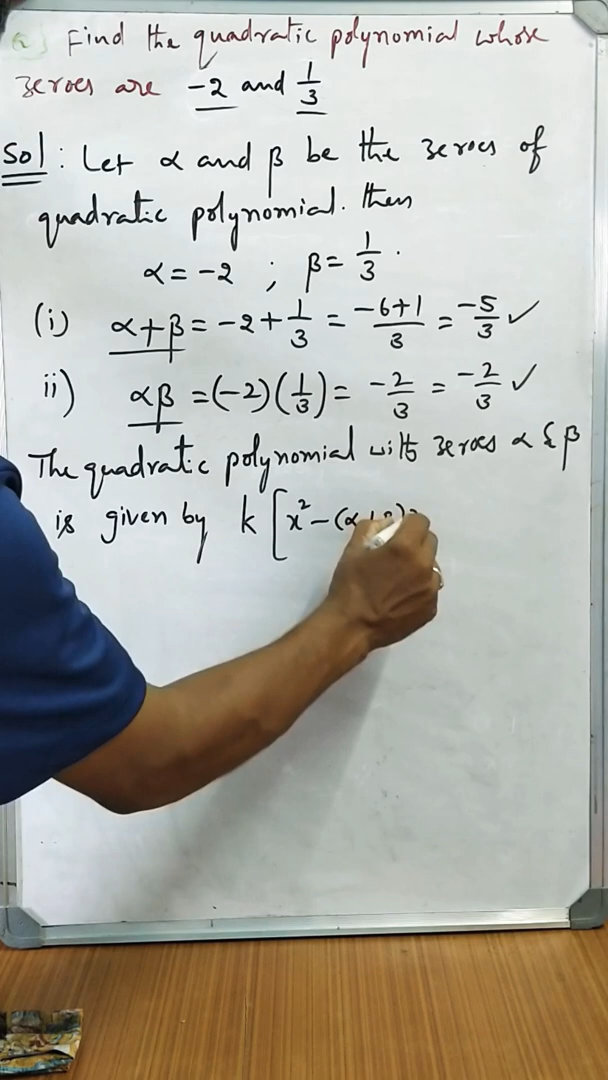 Q) Find the quadratic polynomial whose
zeroes are -2 and 1/3
Sol: Let α and β be the zeroes of
quadratic polynomial. then
α = -2 ; β = 1/3.
(i) α+β = -2 + 1/3 = (-6+1)/3 = -5/3 ✓
ii) αβ = (-2)(1/3) = -2/3 = -2/3 ✓
The quadratic polynomial with zeroes α & β
is given by k [x² - (α+